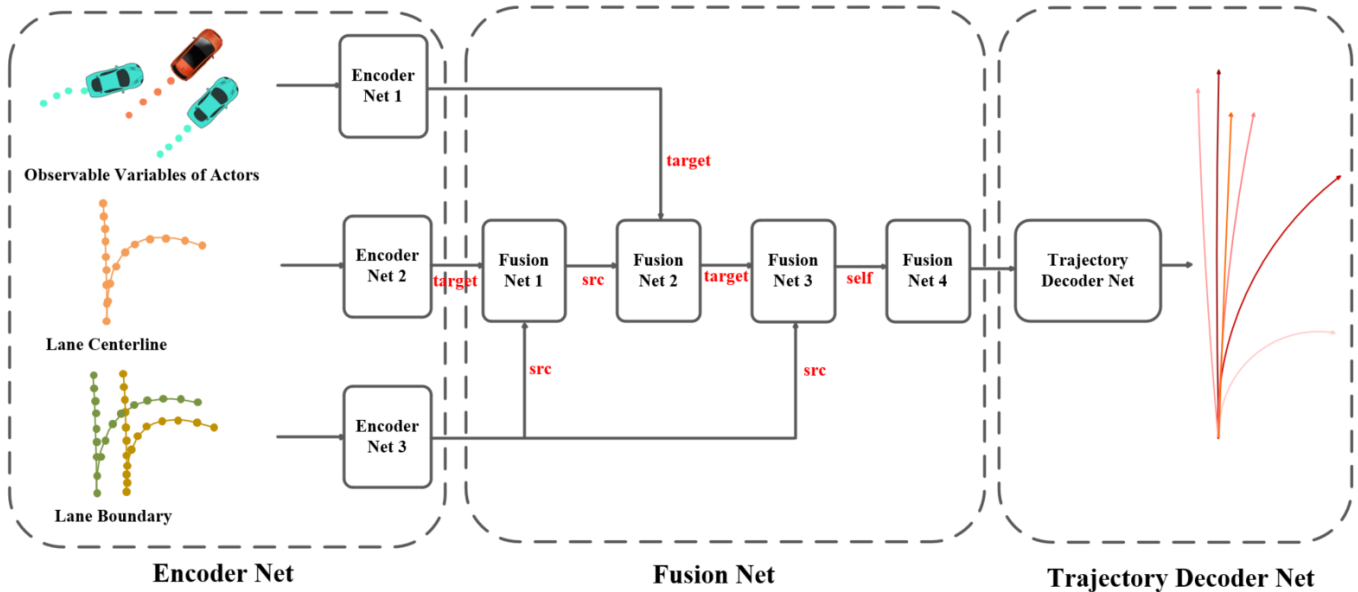 Encoder
Net 1
Observable Variables of Actors
target
Encoder
Net 2
target
Fusion
Net 1
src
Fusion
Net 2
target
Fusion
Net 3
self
Fusion
Net 4
Trajectory
Decoder Net
Lane Centerline
src
src
Encoder
Net 3
Lane Boundary
Encoder Net
Fusion Net
Trajectory Decoder Net